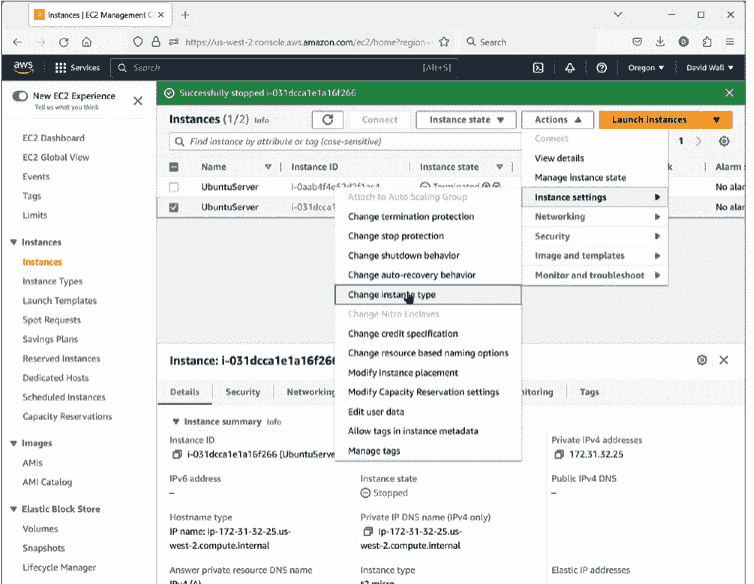 Instances | EC2 Management C
https://us-west-2.console.aws.amazon.com/ec2/home?region=
Search
aws
Services
Search
[Alt+S]
Oregon
David Wall
New EC2 Experience
Tell us what you think
EC2 Dashboard
EC2 Global View
Events
Tags
Limits
Instances
Instances
Instance Types
Launch Templates
Spot Requests
Savings Plans
Reserved Instances
Dedicated Hosts
Scheduled Instances
Capacity Reservations
Images
AMIs
AMI Catalog
Elastic Block Store
Volumes
Snapshots
Lifecycle Manager
Successfully stopped i-031dcca1e1a16f266
Instances (1/2) Info
Connect
Instance state
Actions
Launch instances
Find instance by attribute or tag (case-sensitive)
1
Name
Instance ID
Instance state
Alarm
UbuntuServer
Terminated
No alar
UbuntuServer
i-031dcca1
No alar
Connect
View details
Manage instance state
Instance settings
Networking
Security
Image and templates
Monitor and troubleshoot
Attach to Auto Scaling Group
Change termination protection
Change stop protection
Change shutdown behavior
Change auto-recovery behavior
Change instance type
Change Nitro Enclaves
Change credit specification
Change resource based naming options
Modify Instance placement
Modify Capacity Reservation settings
Edit user data
Allow tags in instance metadata
Manage tags
Instance: i-031dcca1e1a16f266
Details
Security
Networking
nitoring
Tags
Instance summary Info
Instance ID
i-031dcca1e1a16f266 (UbuntuServe
Private IPv4 addresses
172.31.32.25
IPv6 address
–
Instance state
Stopped
Public IPv4 DNS
–
Hostname type
IP name: ip-172-31-32-25.us-
west-2.compute.internal
Private IP DNS name (IPv4 only)
ip-172-31-32-25.us-
west-2.compute.internal
Answer private resource DNS name
IPv4 (A)
Instance type
t2.micro
Elastic IP addresses